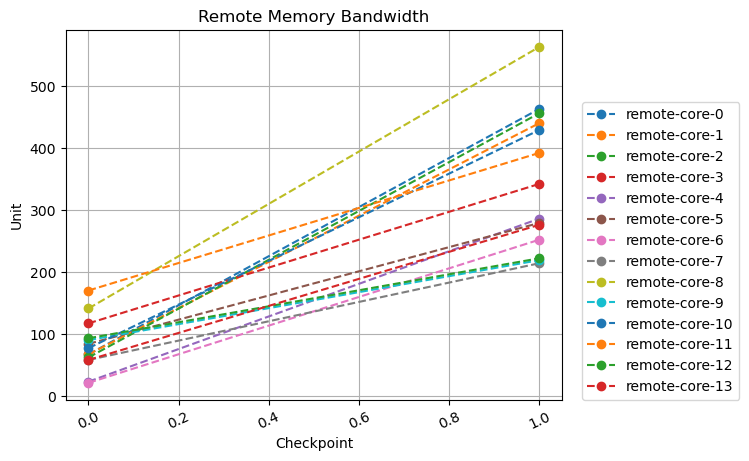 Remote Memory Bandwidth
Unit
500
400
300
200
100
0
0.0 0.2 0.4 0.6 0.8 1.0
Checkpoint
remote-core-0
remote-core-1
remote-core-2
remote-core-3
remote-core-4
remote-core-5
remote-core-6
remote-core-7
remote-core-8
remote-core-9
remote-core-10
remote-core-11
remote-core-12
remote-core-13